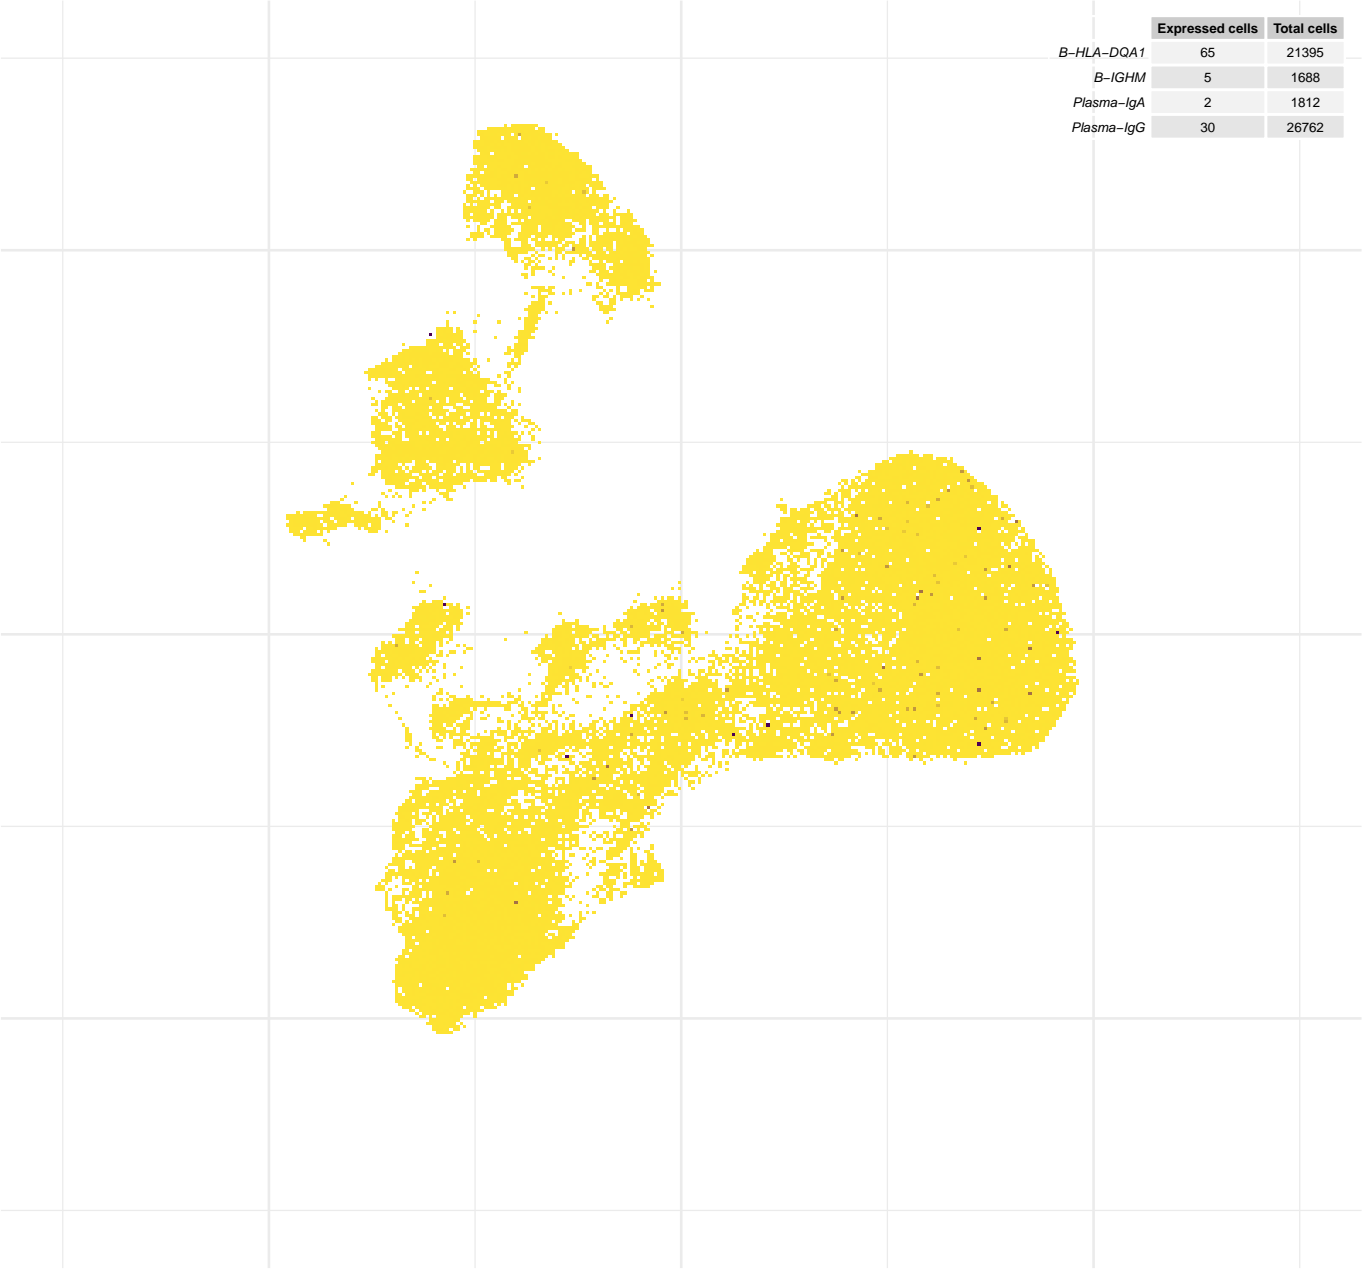 Expressed cells Total cells
B−HLA−DQA1 65 21395
B−IGHM 5 1688
Plasma−IgA 2 1812
Plasma−IgG 30 26762